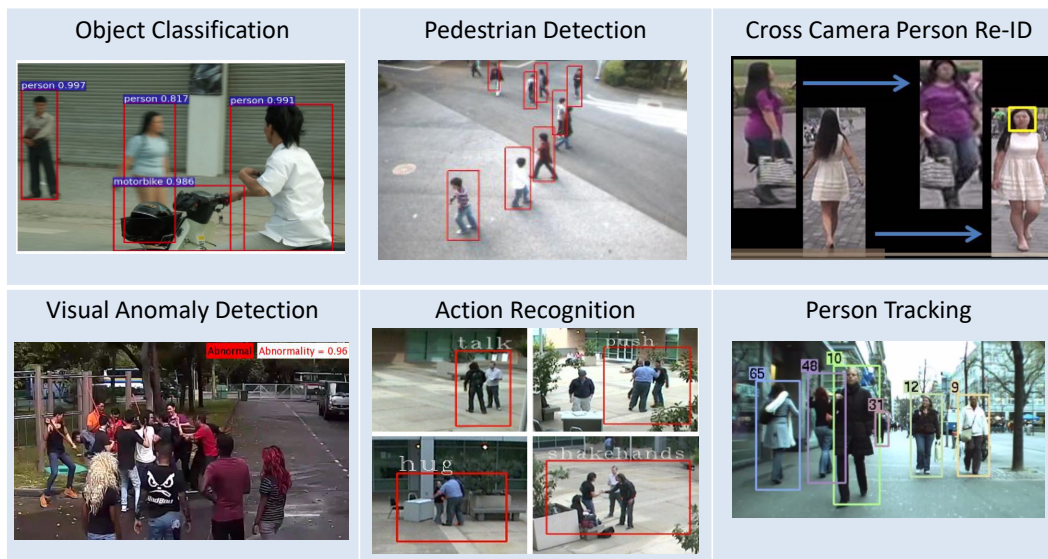 Object Classification
Pedestrian Detection
Cross Camera Person Re-ID
person 0.997
person 0.817
person 0.991
motorbike 0.986
Visual Anomaly Detection
Action Recognition
Person Tracking
Abnormal Abnormality = 0.96
talk
push
hug
shakehands
65
48
10
31
12
9
BadBoy